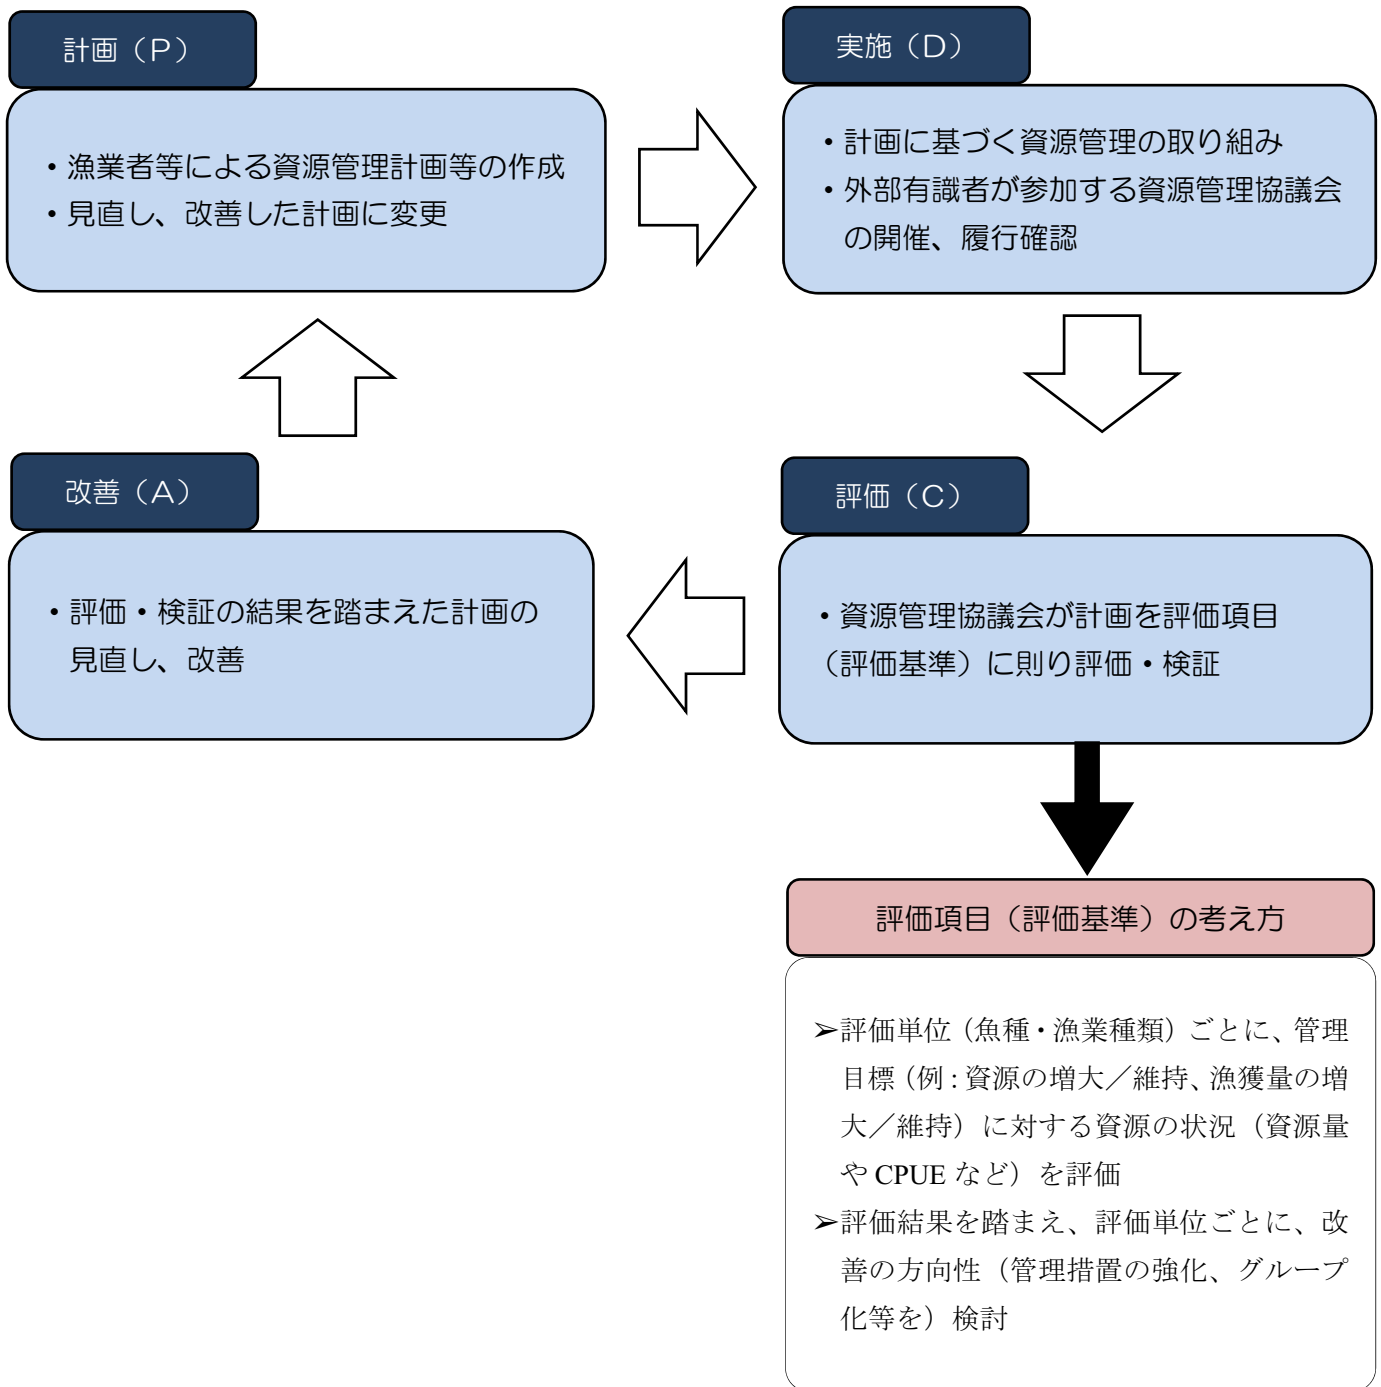 計画（P）
・漁業者等による資源管理計画等の作成
・見直し、改善した計画に変更
実施（D）
・計画に基づく資源管理の取り組み
・外部有識者が参加する資源管理協議会
の開催、履行確認
改善（A）
・評価・検証の結果を踏まえた計画の
見直し、改善
評価（C）
・資源管理協議会が計画を評価項目
（評価基準）に則り評価・検証
評価項目（評価基準）の考え方
➢評価単位（魚種・漁業種類）ごとに、管理
目標（例：資源の増大／維持、漁獲量の増
大／維持）に対する資源の状況（資源量
や CPUE など）を評価
➢評価結果を踏まえ、評価単位ごとに、改
善の方向性（管理措置の強化、グループ
化等を）検討